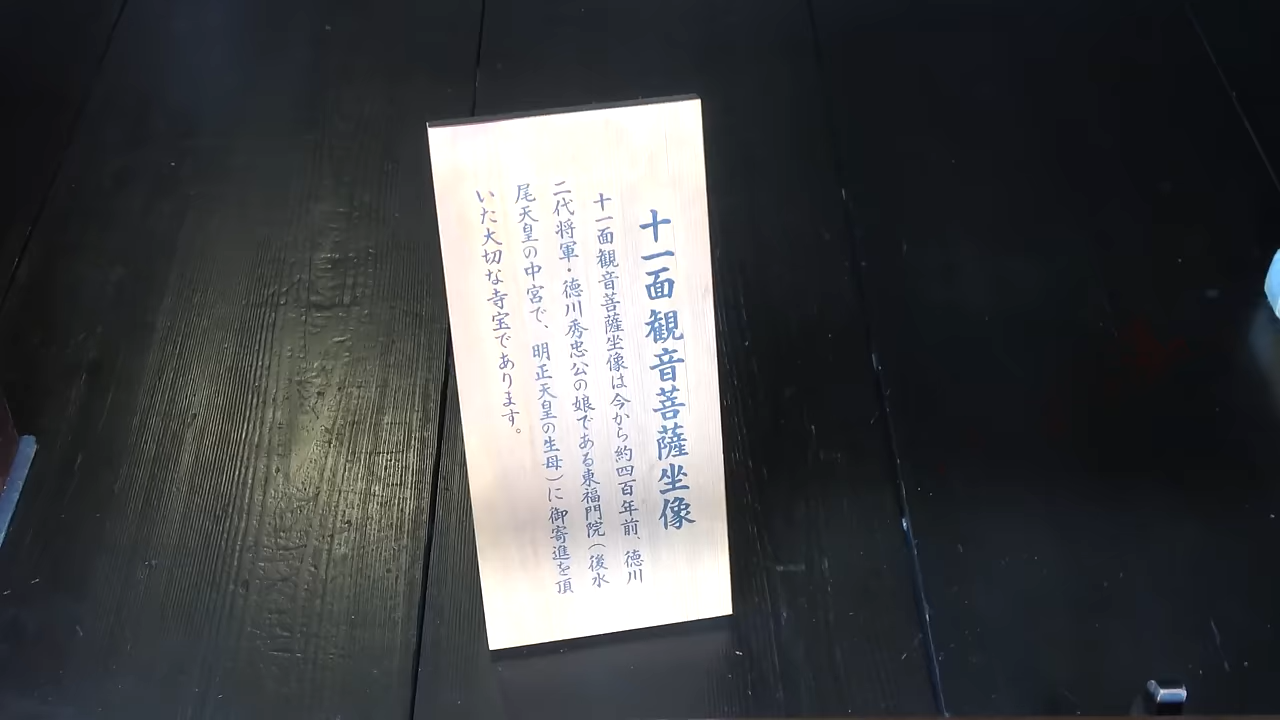 十一面観音菩薩坐像
十一面観音菩薩坐像は今から約四百年前、徳川
二代将軍・徳川秀忠公の娘である東福門院（後水
尾天皇の中宮で、明正天皇の生母）に御寄進を頂
いた大切な寺宝であります。